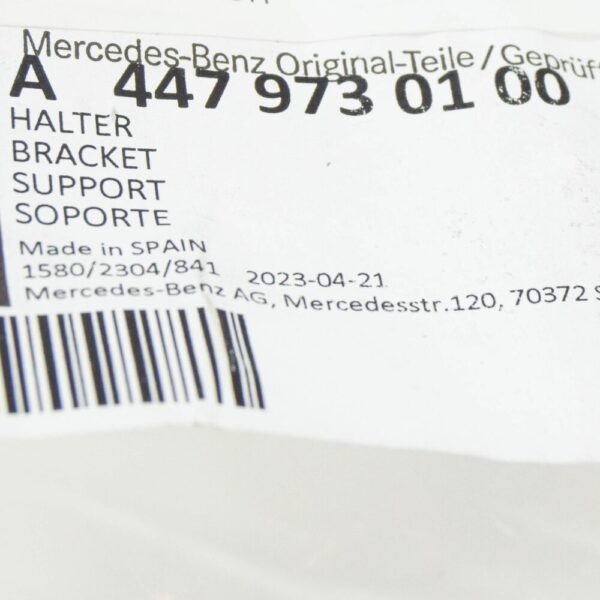 Mercedes-Benz Original-Teile / Geprüf
A 447 973 01 00
HALTER
BRACKET
SUPPORT
SOPORTE
Made in SPAIN
1580/2304/841 2023-04-21
Mercedes-Benz AG, Mercedesstr.120, 70372 S